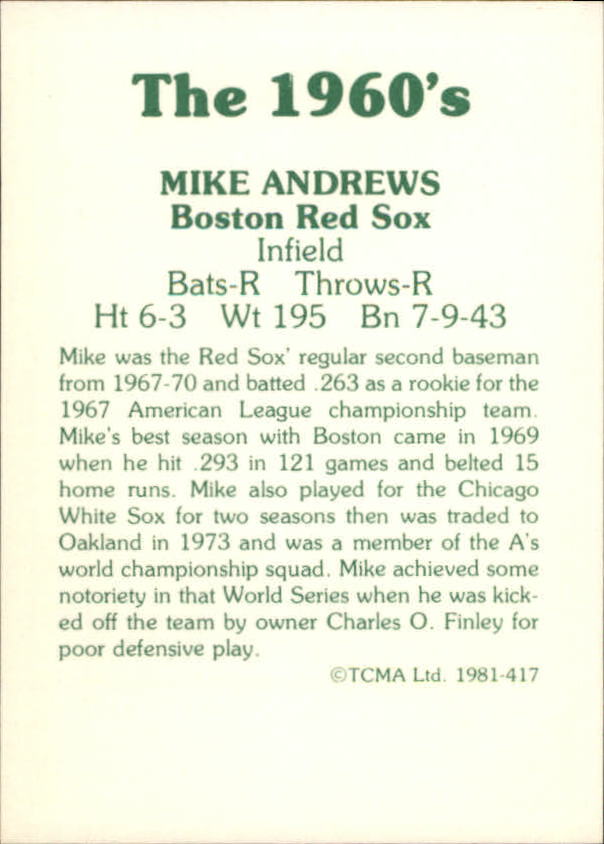 The 1960's
MIKE ANDREWS
Boston Red Sox
Infield
Bats-R Throws-R
Ht 6-3 Wt 195 Bn 7-9-43
Mike was the Red Sox' regular second baseman
from 1967-70 and batted .263 as a rookie for the
1967 American League championship team.
Mike's best season with Boston came in 1969
when he hit .293 in 121 games and belted 15
home runs. Mike also played for the Chicago
White Sox for two seasons then was traded to
Oakland in 1973 and was a member of the A's
world championship squad. Mike achieved some
notoriety in that World Series when he was kick-
ed off the team by owner Charles O. Finley for
poor defensive play.
©TCMA Ltd. 1981-417